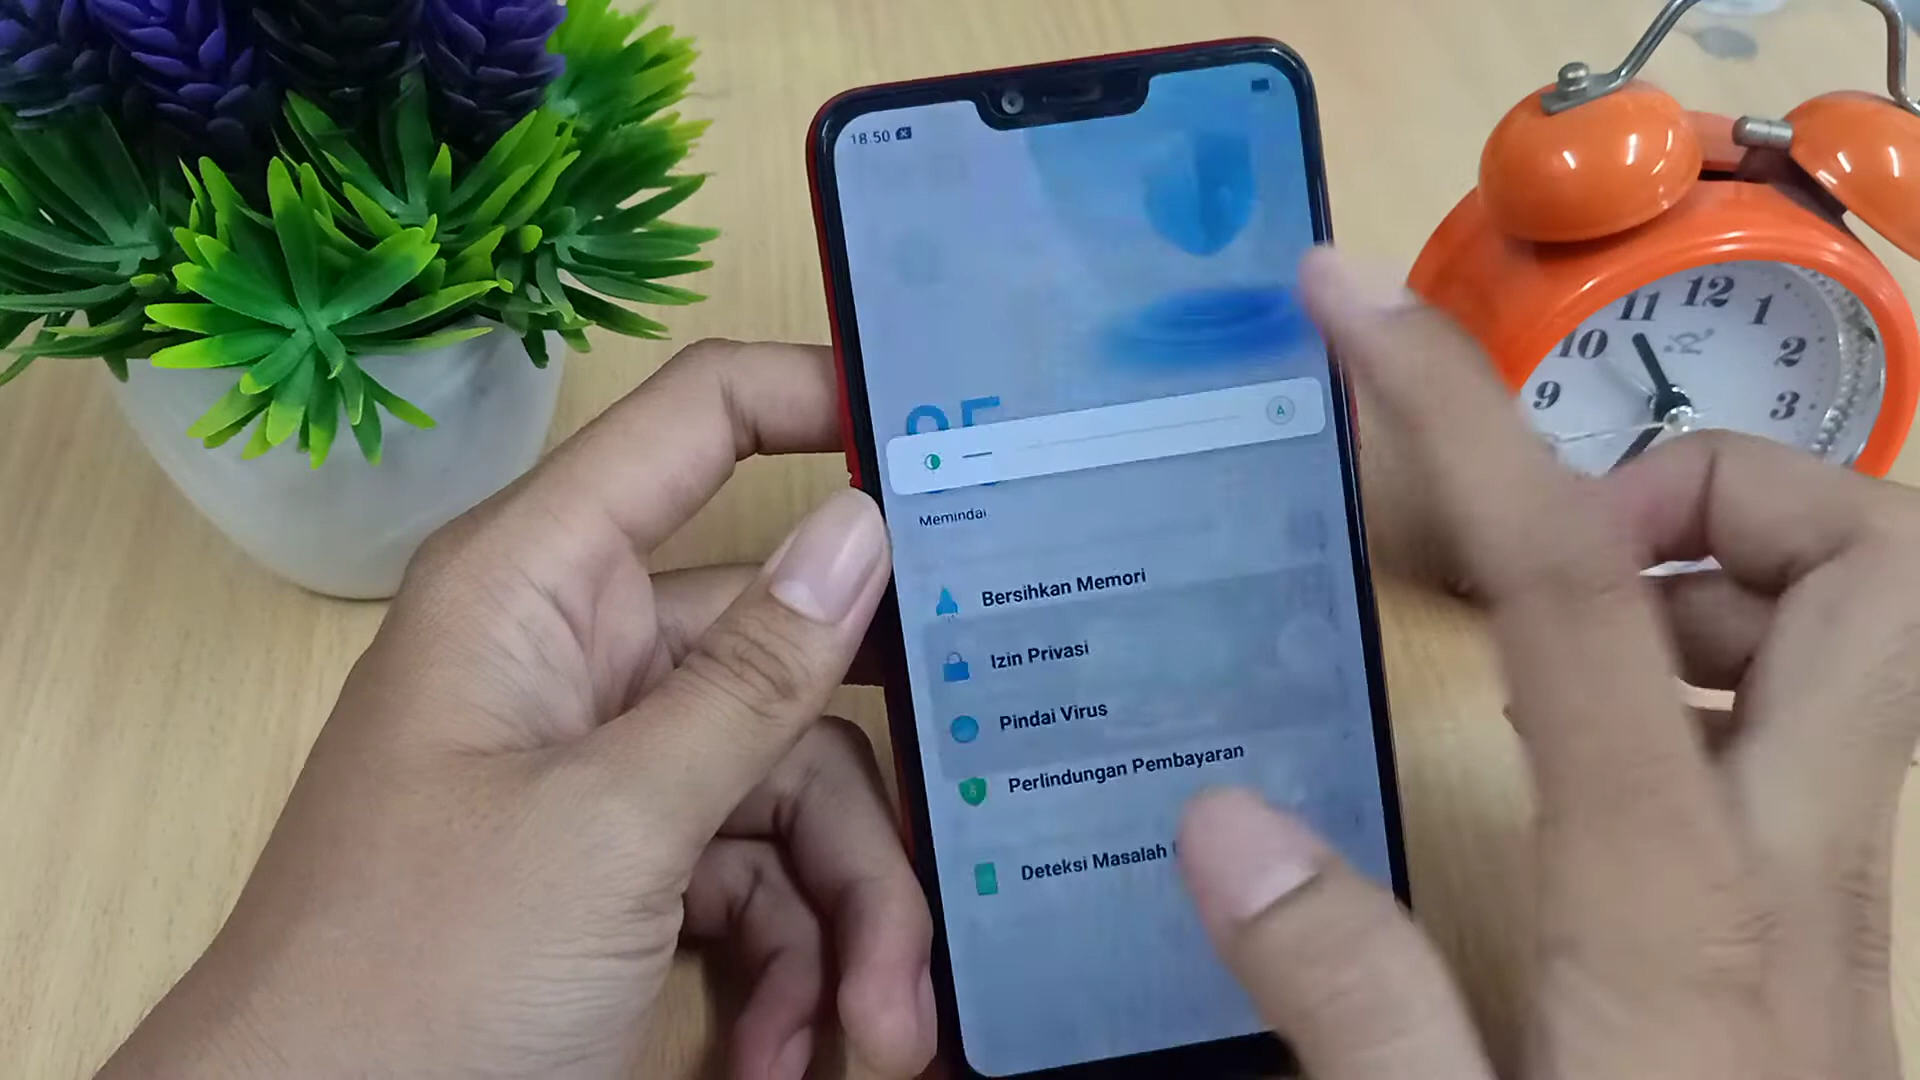 18.50
Memindai
Bersihkan Memori
Izin Privasi
Pindai Virus
Perlindungan Pembayaran
Deteksi Masalah
A
11
12
1
10
2
9
3